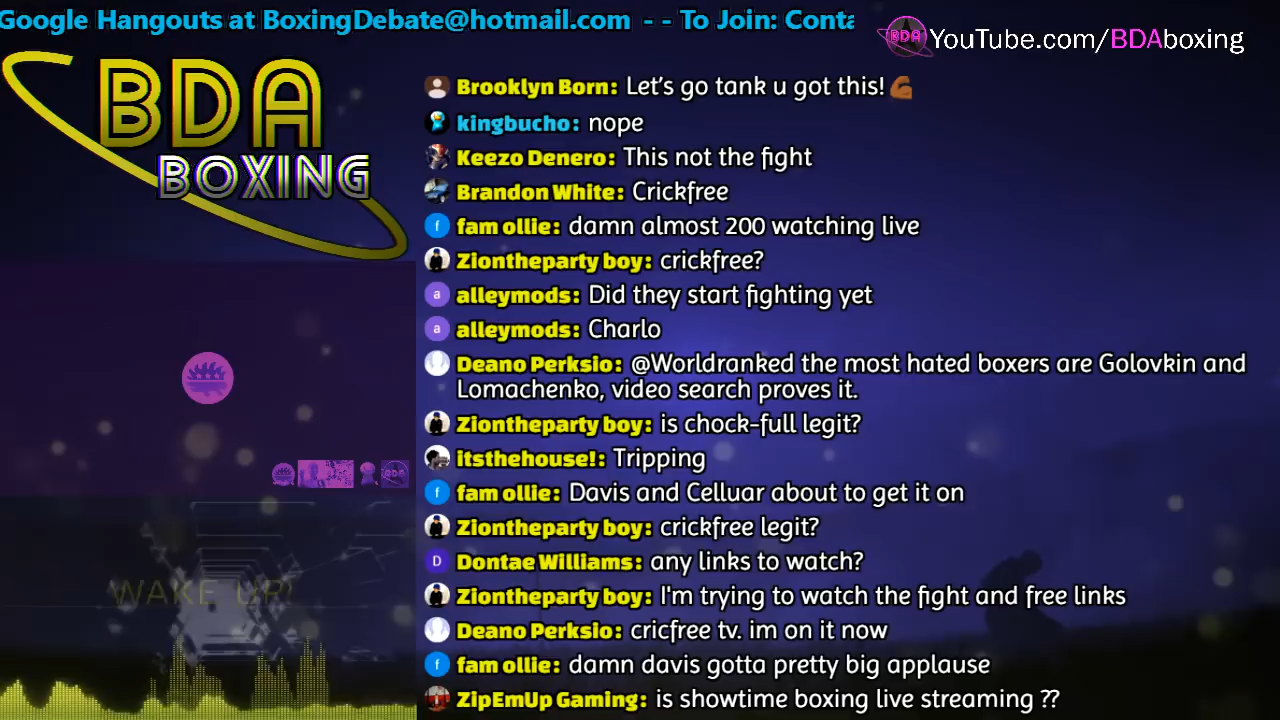 Google Hangouts at BoxingDebate@hotmail.com - - To Join: Conta
BDA
YouTube.com/BDAboxing
BDA
BOXING
Brooklyn Born: Let's go tank u got this!💪🏾
kingbucho: nope
Keezo Denero: This not the fight
Brandon White: Crickfree
f fam ollie: damn almost 200 watching live
Ziontheparty boy: crickfree?
a alleymods: Did they start fighting yet
a alleymods: Charlo
Deano Perksio: @Worldranked the most hated boxers are Golovkin and
Lomachenko, video search proves it.
Ziontheparty boy: is chock-full legit?
itsthehouse!: Tripping
f fam ollie: Davis and Celluar about to get it on
Ziontheparty boy: crickfree legit?
D Dontae Williams: any links to watch?
Ziontheparty boy: I'm trying to watch the fight and free links
Deano Perksio: cricfree tv. im on it now
f fam ollie: damn davis gotta pretty big applause
ZipEmUp Gaming: is showtime boxing live streaming ??
WAKE UP!